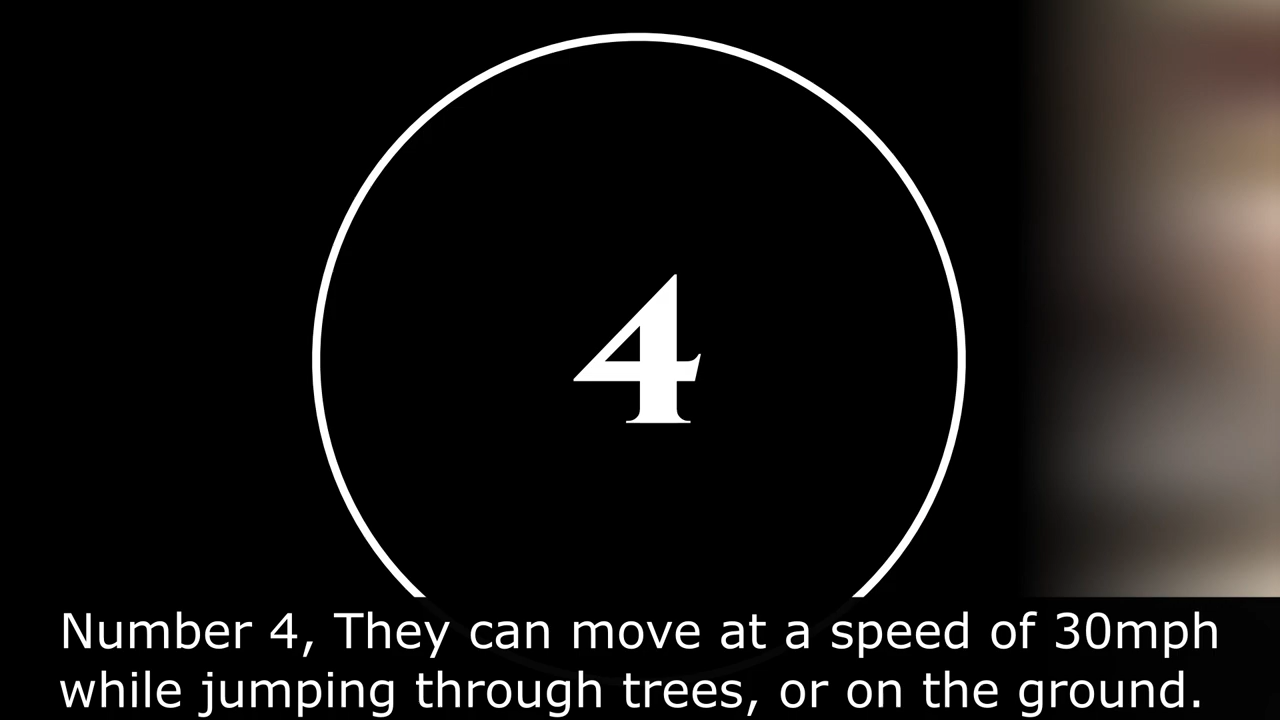 4
Number 4, They can move at a speed of 30mph
while jumping through trees, or on the ground.